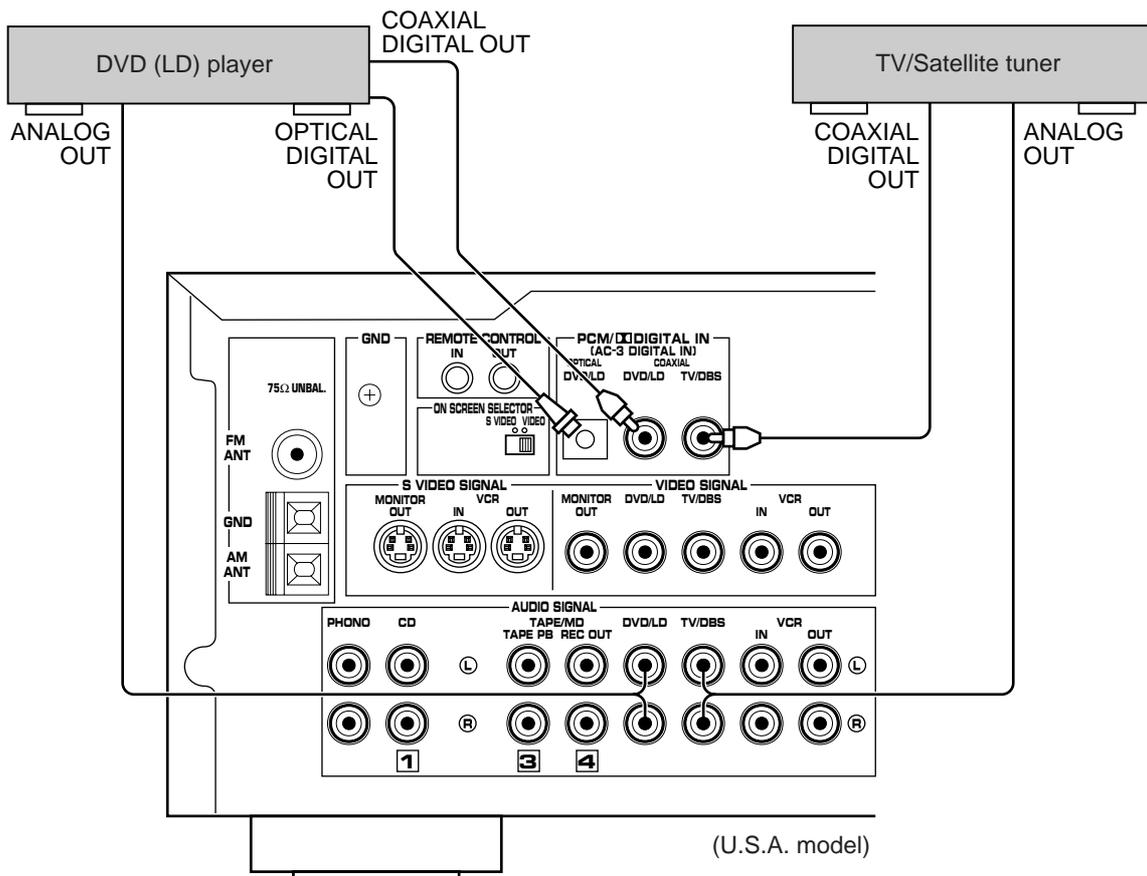 COAXIAL
DIGITAL OUT
DVD (LD) player
TV/Satellite tuner
ANALOG
OUT
OPTICAL
DIGITAL
OUT
COAXIAL
DIGITAL
OUT
ANALOG
OUT
GND
REMOTE CONTROL
IN OUT
PCM/DIGITAL IN
(AC-3 DIGITAL IN)
OPTICAL COAXIAL
DVD/LD DVD/LD TV/DBS
75Ω UNBAL.
ON SCREEN SELECTOR
S VIDEO VIDEO
FM
ANT
GND
AM
ANT
S VIDEO SIGNAL
MONITOR
OUT
VCR
IN OUT
VIDEO SIGNAL
MONITOR
OUT
DVD/LD TV/DBS
VCR
IN OUT
AUDIO SIGNAL
PHONO CD
TAPE/MD
TAPE PB REC OUT
DVD/LD TV/DBS
VCR
IN OUT
L L
R R
1 3 4
(U.S.A. model)